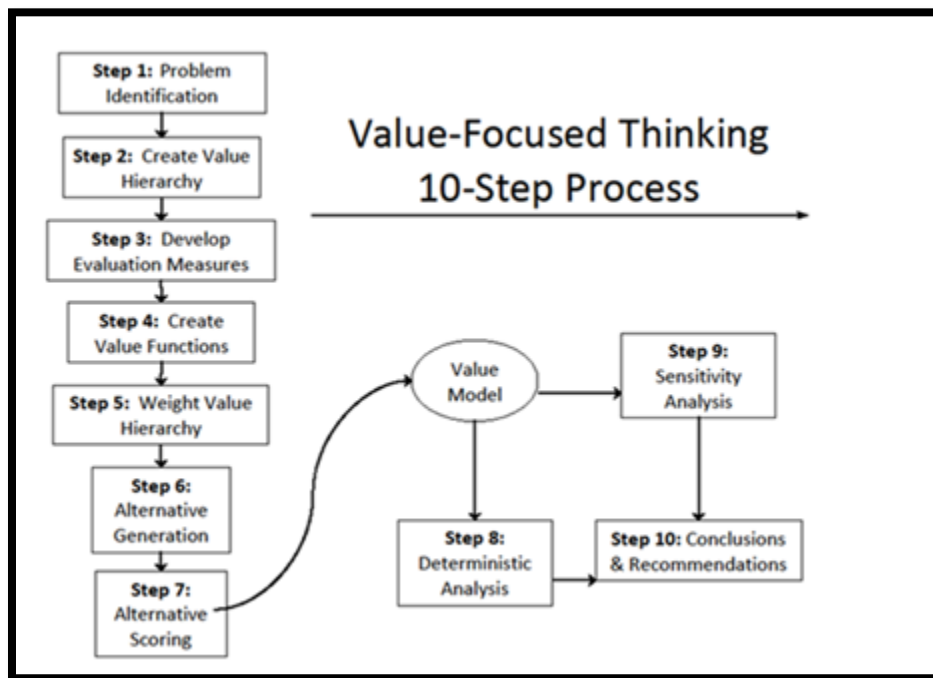 Step 1: Problem
Identification
Step 2: Create Value
Hierarchy
Step 3: Develop
Evaluation Measures
Step 4: Create
Value Functions
Step 5: Weight Value
Hierarchy
Step 6:
Alternative
Generation
Step 7:
Alternative
Scoring
Value-Focused Thinking
10-Step Process
Value
Model
Step 8:
Deterministic
Analysis
Step 9:
Sensitivity
Analysis
Step 10: Conclusions
& Recommendations